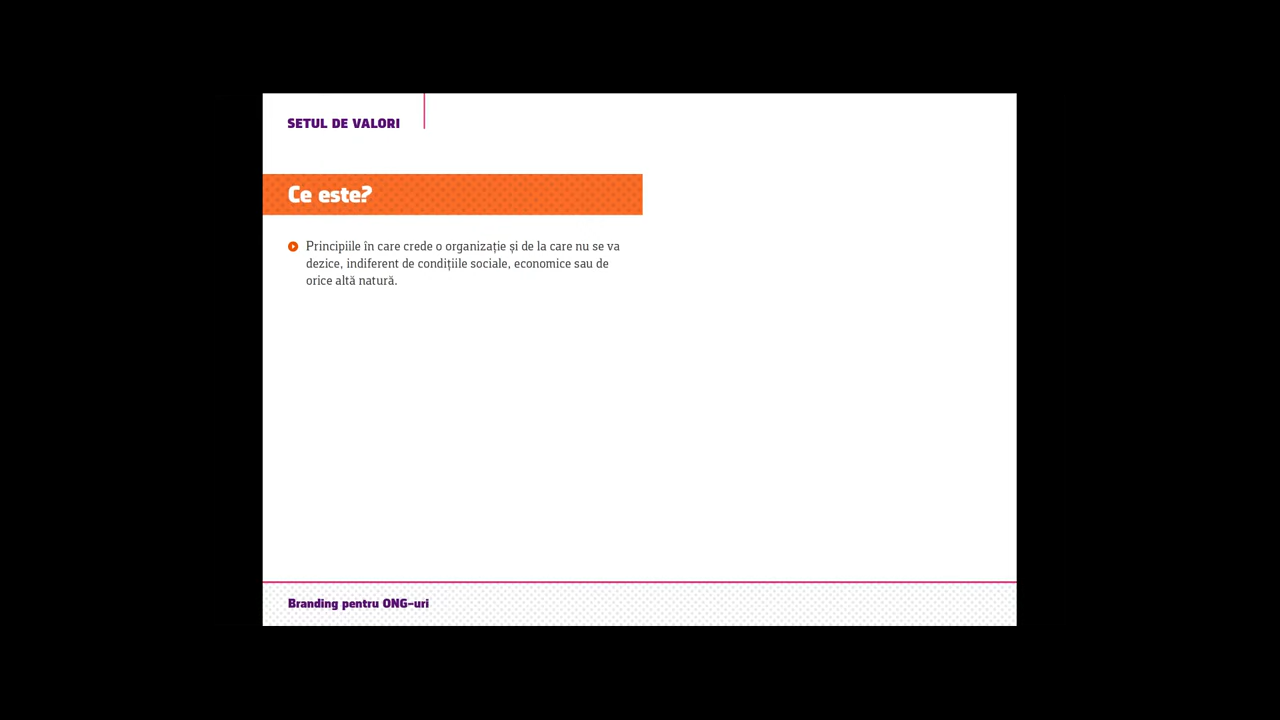 SETUL DE VALORI
Ce este?
Principiile în care crede o organizație și de la care nu se va
dezice, indiferent de condițiile sociale, economice sau de
orice altă natură.
Branding pentru ONG-uri